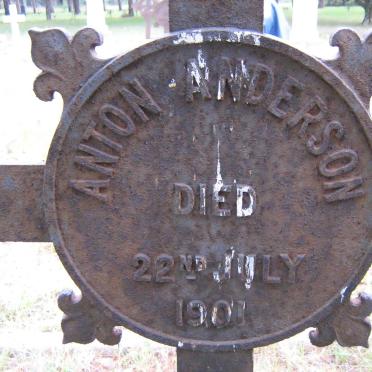 ANTON ANDERSON
DIED
22ND JULY
1901